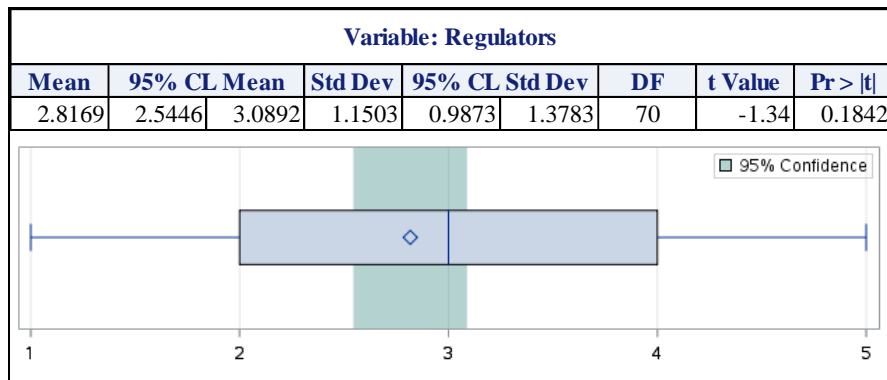 Variable: Regulators
Mean 95% CL Mean Std Dev 95% CL Std Dev DF t Value Pr > |t|
2.8169 2.5446 3.0892 1.1503 0.9873 1.3783 70 -1.34 0.1842
95% Confidence
1 2 3 4 5